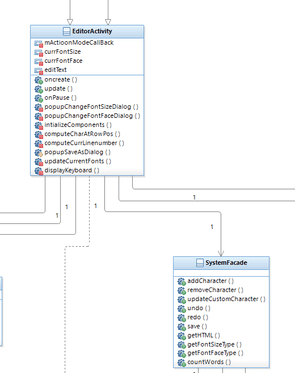 EditorActivity
mActioonModeCallBack
currFontSize
currFontFace
editText
oncreate ()
update ()
onPause ()
popupChangeFontSizeDialog ()
popupChangeFontFaceDialog ()
intializeComponents ()
computeCharAtRowPos ()
computeCurrLinenumber ()
popupSaveAsDialog ()
updateCurrentFonts ()
displayKeyboard ()
1
1
1
1
1
SystemFacade
addCharacter ()
removeCharacter ()
updateCustomCharacter ()
undo ()
redo ()
save ()
getHTML ()
getFontSizeType ()
getFontFaceType ()
countWords ()